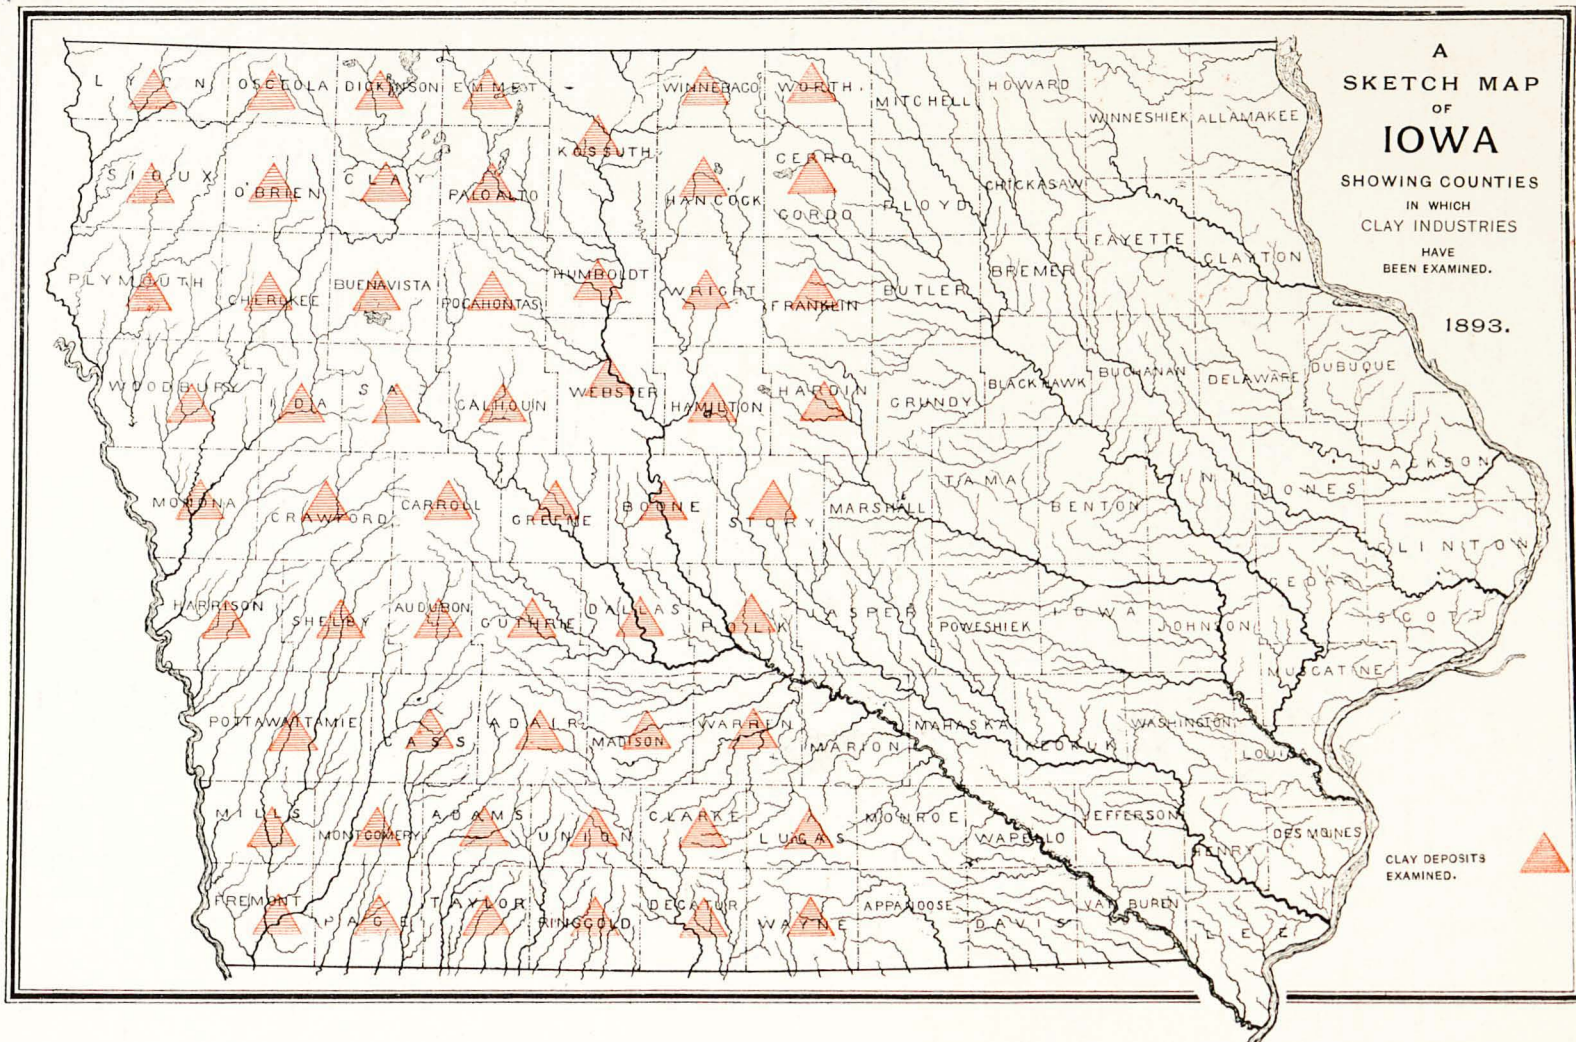 A
SKETCH MAP
OF
IOWA
SHOWING COUNTIES
IN WHICH
CLAY INDUSTRIES
HAVE
BEEN EXAMINED.
1893.
LYON OSCEOLA DICKINSON EMMET WINNEBAGO WORTH. MITCHELL HOWARD
WINNESHIEK ALLAMAKEE
KOSSUTH
SIOUX O'BRIEN CLAY PALO ALTO HANCOCK CERRO GORDO FLOYD CHICKASAW
FAYETTE CLAYTON
PLYMOUTH CHEROKEE BUENA VISTA POCAHONTAS HUMBOLDT WRIGHT FRANKLIN BUTLER BREMER
WOODBURY IDA SA CALHOUN WEBSTER HAMILTON HARDIN GRUNDY BLACK HAWK BUCHANAN DELAWARE DUBUQUE
MONONA CRAWFORD CARROLL GREENE BOONE STORY MARSHALL TAMA BENTON INN JONES JACKSON
CLINTON
HARRISON SHELBY AUDUBON GUTHRIE DALLAS POLK JASPER POWESHIEK IOWA JOHNSON CEDAR SCOTT
MUSCATINE
POTTAWATTAMIE CASS ADAIR MADISON WARREN MARION MAHASKA KEOKUK WASHINGTON LOUISA
MILLS MONTGOMERY ADAMS UNION CLARKE LUCAS MONROE WAPELLO JEFFERSON HENRY DES MOINES
FREMONT PAGE TAYLOR RINGGOLD DECATUR WAYNE APPANOOSE DAVIS VAN BUREN LEE
CLAY DEPOSITS
EXAMINED.